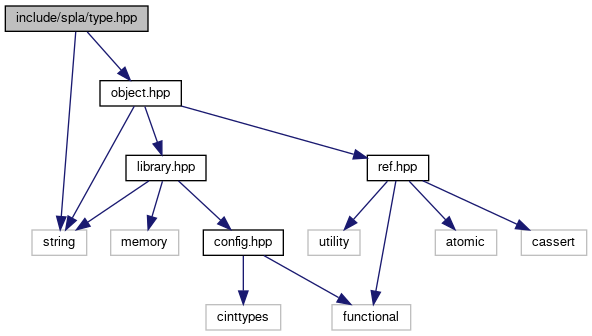 include/spla/type.hpp
object.hpp
library.hpp
ref.hpp
string
memory
config.hpp
utility
atomic
cassert
cinttypes
functional